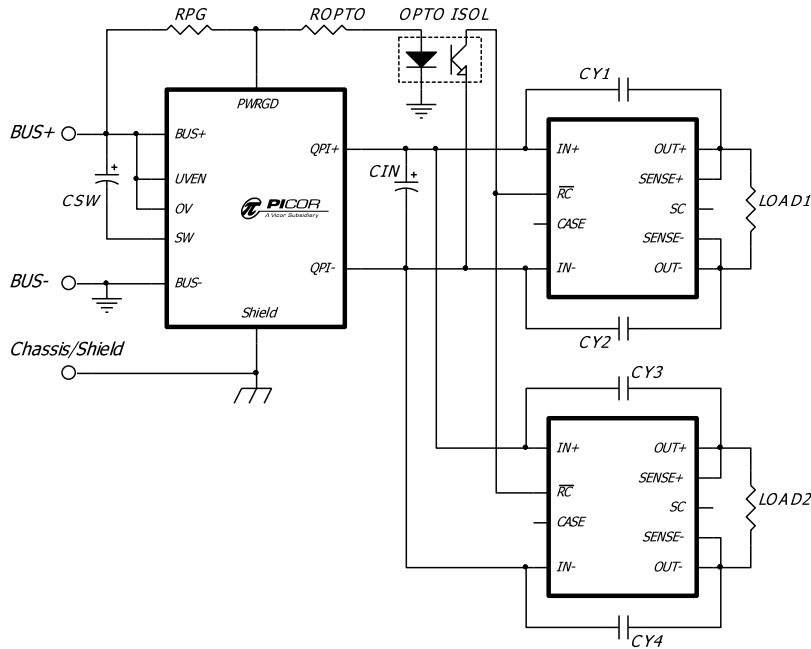 RPG
ROPTO
OPTO ISOL
CY1
PWRGD
BUS+
BUS+
QPI+
IN+
OUT+
UVEN
CIN
+
SENSE+
+
CSW
OV
PICOR
A Vicor Subsidiary
RC
SC
LOAD1
CASE
SW
SENSE-
BUS-
BUS-
QPI-
IN-
OUT-
Shield
CY2
Chassis/Shield
CY3
IN+
OUT+
SENSE+
RC
SC
LOAD2
CASE
SENSE-
IN-
OUT-
CY4